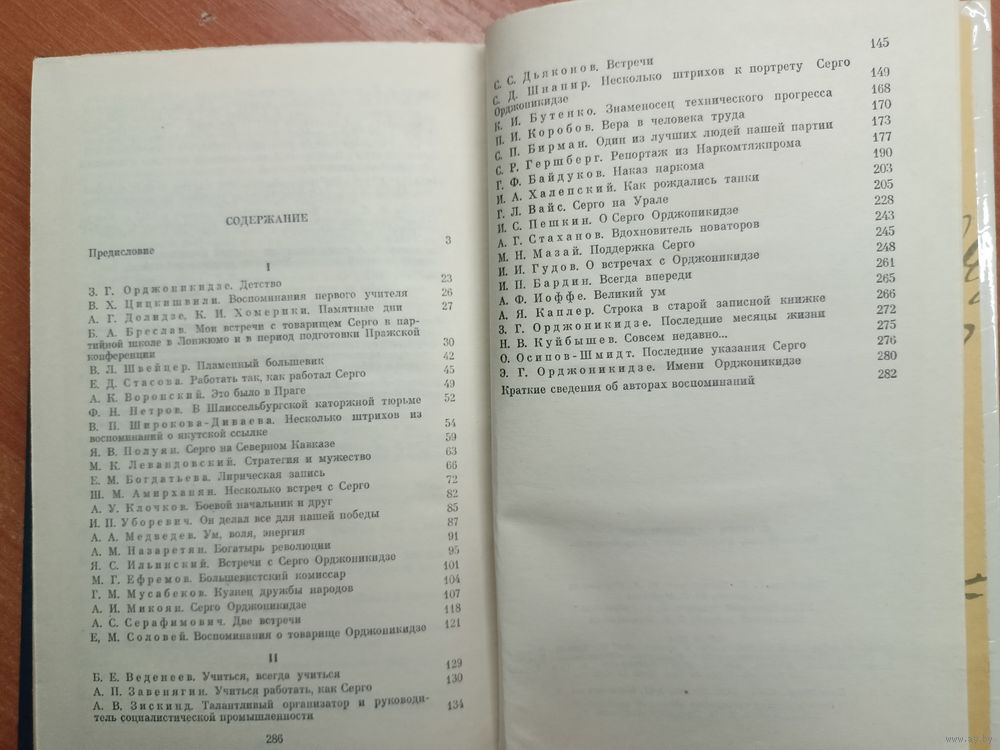 СОДЕРЖАНИЕ
Предисловие 3
I
З. Г. Орджоникидзе. Детство 23
В. Х. Цицкишвили. Воспоминания первого учителя 26
А. Г. Долидзе, К. И. Хомерики. Памятные дни 27
Б. А. Бреслав. Мои встречи с товарищем Серго в пар-
тийной школе в Лонжюмо и в период подготовки Пражской
конференции 30
В. Л. Швейцер. Пламенный большевик 42
Е. Д. Стасова. Работать так, как работал Серго 45
А. К. Воронский. Это было в Праге 49
Ф. Н. Петров. В Шлиссельбургской каторжной тюрьме 52
В. П. Широкова-Диваева. Несколько штрихов из
воспоминаний о якутской ссылке 54
Я. В. Полуян. Серго на Северном Кавказе 59
М. К. Левандовский. Стратегия и мужество 63
Е. М. Богдатьева. Лирическая запись 66
Ш. М. Амирханян. Несколько встреч с Серго 72
А. У. Клочков. Боевой начальник и друг 82
И. П. Уборевич. Он делал все для нашей победы 85
А. А. Медведев. Ум, воля, энергия 87
А. М. Назаретян. Богатырь революции 91
Я. С. Ильинский. Встречи с Серго Орджоникидзе 95
М. Г. Ефремов. Большевистский комиссар 101
Г. М. Мусабеков. Кузнец дружбы народов 104
А. И. Микоян. Серго Орджоникидзе 107
А. С. Серафимович. Две встречи 118
Е, М. Соловей. Воспоминания о товарище Орджоникидзе 121
II
Б. Е. Веденеев. Учиться, всегда учиться 129
А. П. Завенягин. Учиться работать, как Серго 130
А. В. Зискинд. Талантливый организатор и руководи-
тель социалистической промышленности 134
286
С. С. Дьяконов. Встречи 145
С. Д. Шпапир. Несколько штрихов к портрету Серго
Орджоникидзе 149
К. И. Бутенко. Знаменосец технического прогресса 168
П. И. Коробов. Вера в человека труда 170
С. П. Бирман. Один из лучших людей нашей партии 173
С. Р. Гершберг. Репортаж из Наркомтяжпрома 177
Г. Ф. Байдуков. Наказ наркома 190
И. А. Халепский. Как рождались танки 203
Г. Л. Вайс. Серго на Урале 205
И. С. Пешкин. О Серго Орджоникидзе 228
А. Г. Стаханов. Вдохновитель новаторов 243
М. Н. Мазай. Поддержка Серго 245
И. И. Гудов. О встречах с Орджоникидзе 248
И. П. Бардин. Всегда впереди 261
А. Ф. Иоффе. Великий ум 265
А. Я. Каплер. Строка в старой записной книжке 266
З. Г. Орджоникидзе. Последние месяцы жизни 272
Н. В. Куйбышев. Совсем недавно... 275
О. Осипов-Шмидт. Последние указания Серго 276
Э. Г. Орджоникидзе. Имени Орджоникидзе 280
Краткие сведения об авторах воспоминаний 282
www.ay.by